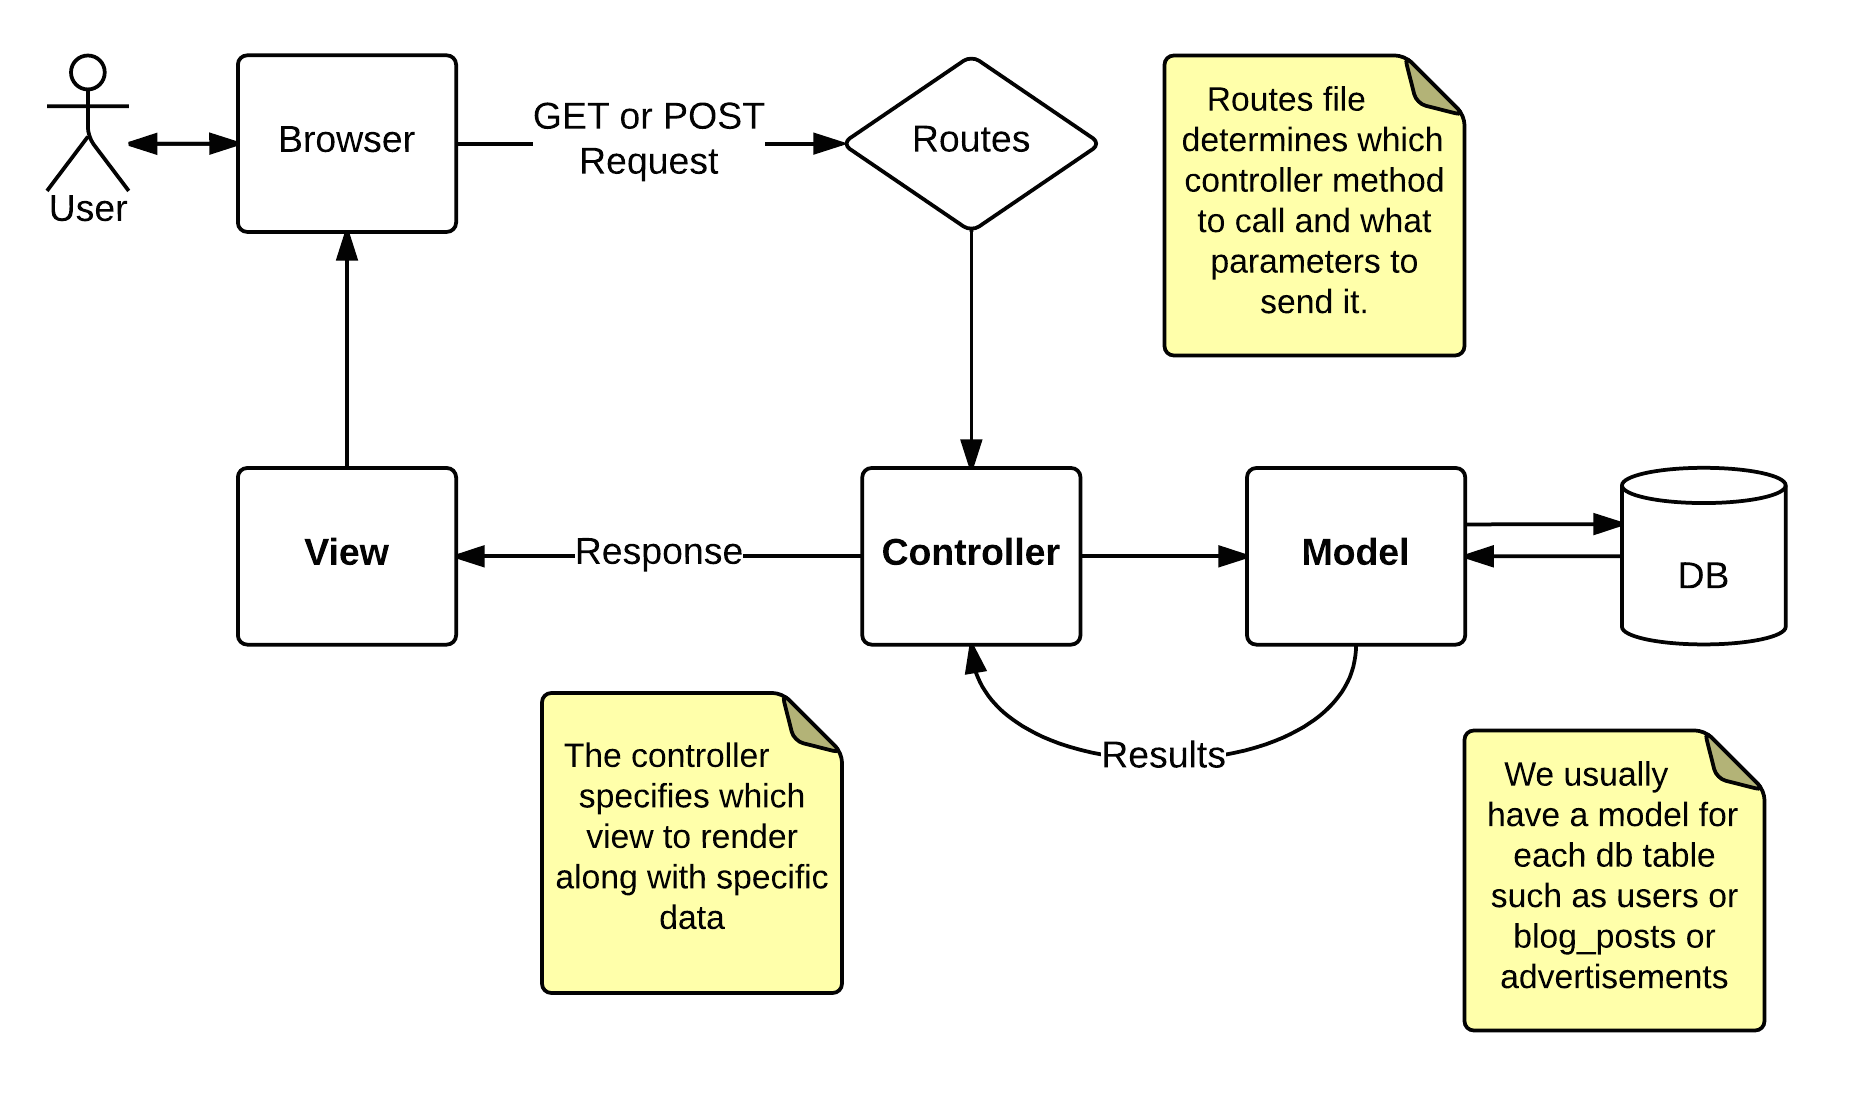 User
Browser
GET or POST
Request
Routes
Routes file
determines which
controller method
to call and what
parameters to
send it.
View
Response
Controller
Model
DB
Results
The controller
specifies which
view to render
along with specific
data
We usually
have a model for
each db table
such as users or
blog_posts or
advertisements